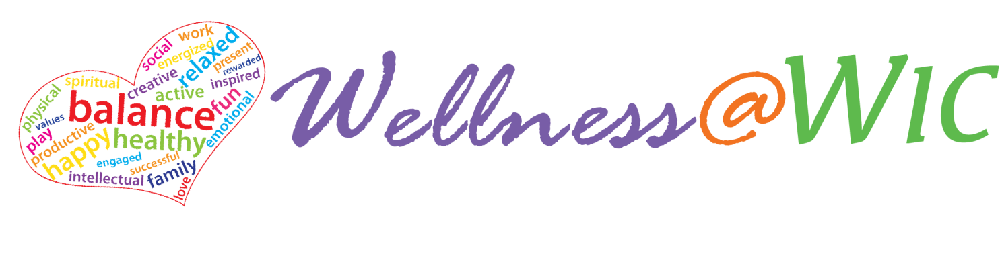 work
social
energized
relaxed
present
rewarded
creative
inspired
spiritual
active
physical
balance
fun
values
emotional
play
productive
healthy
happy
engaged
successful
intellectual
family
love
Wellness@WIC